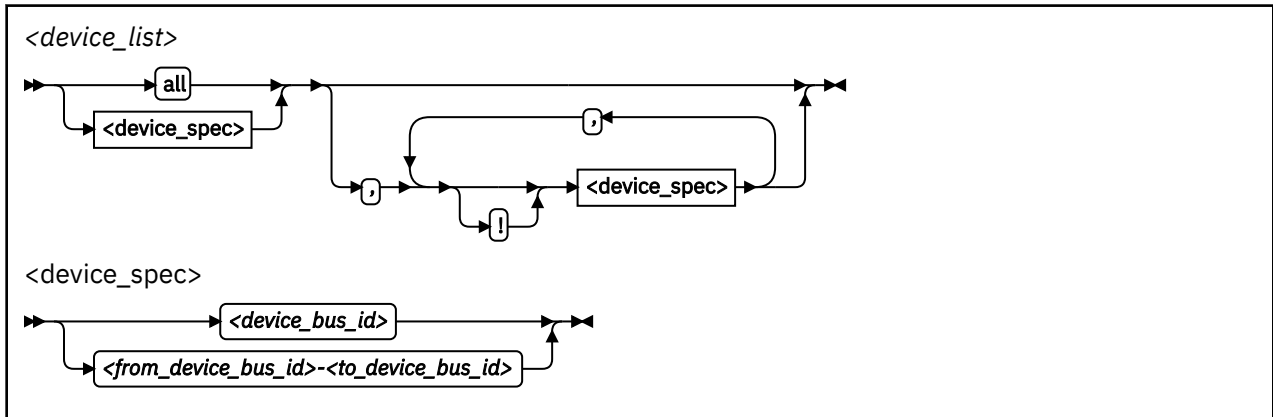 <device_list>
all
<device_spec>
,
, <device_spec>
!
<device_spec>
<device_bus_id>
<from_device_bus_id>-<to_device_bus_id>